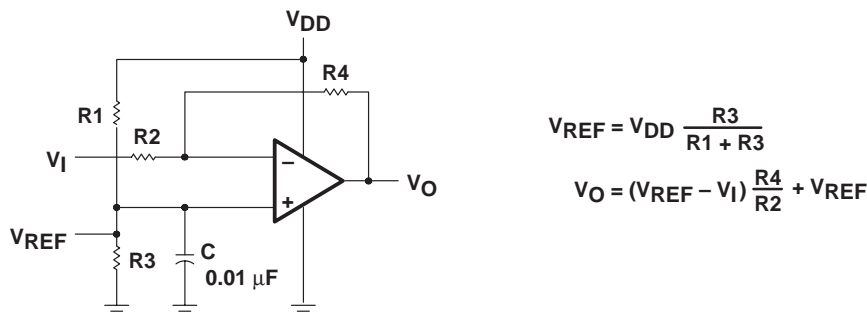 VDD
R4
R1
R2
VI
−
+
VO
VREF
R3
C
0.01 μF
VREF = VDD R3 / R1 + R3
VO = (VREF − VI) R4 / R2 + VREF